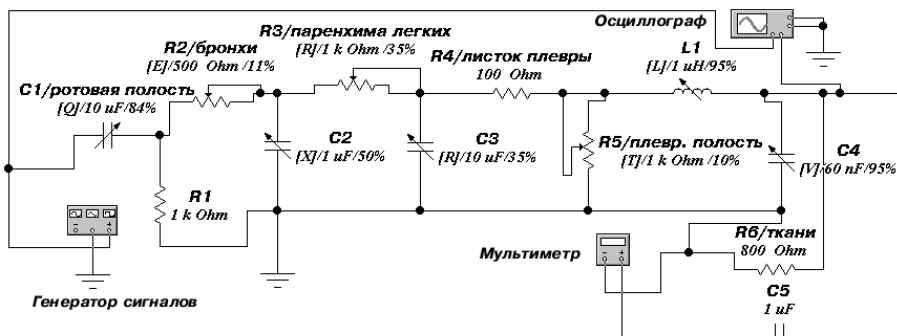 Осциллограф
R3/паренхима легких
[R]/1 k Ohm/35%
R2/бронхи
[E]/500 Ohm /11%
R4/листок плевры
100 Ohm
L1
[L]/1 uH/95%
C1/ротовая полость
[Q]/10 uF/84%
C2
[X]/1 uF/50%
C3
[R]/10 uF/35%
R5/плевр. полость
[T]/1 k Ohm /10%
C4
[V]/60 nF/95%
R1
1 k Ohm
R6/ткани
800 Ohm
Мультиметр
C5
1 uF
Генератор сигналов